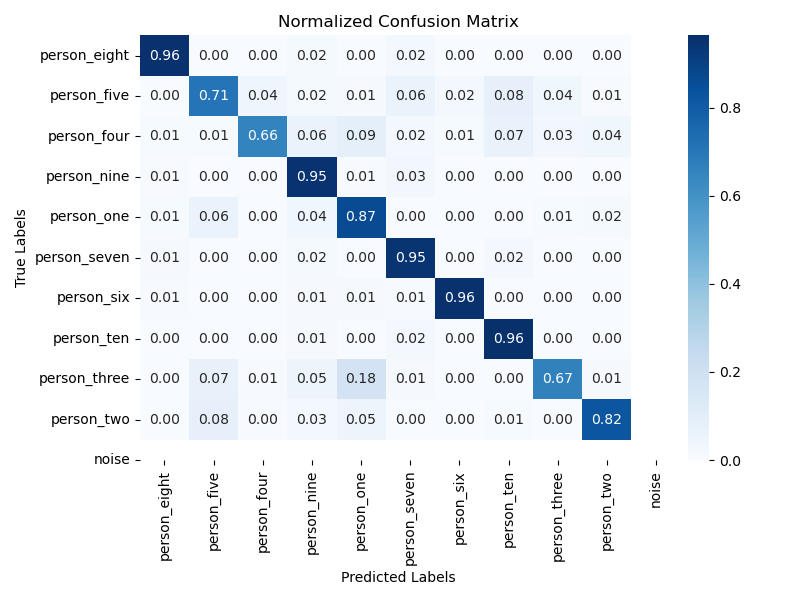 Normalized Confusion Matrix
True Labels
person_eight 0.96 0.00 0.00 0.02 0.00 0.02 0.00 0.00 0.00 0.00
person_five 0.00 0.71 0.04 0.02 0.01 0.06 0.02 0.08 0.04 0.01
person_four 0.01 0.01 0.66 0.06 0.09 0.02 0.01 0.07 0.03 0.04
person_nine 0.01 0.00 0.00 0.95 0.01 0.03 0.00 0.00 0.00 0.00
person_one 0.01 0.06 0.00 0.04 0.87 0.00 0.00 0.00 0.01 0.02
person_seven 0.01 0.00 0.00 0.02 0.00 0.95 0.00 0.02 0.00 0.00
person_six 0.01 0.00 0.00 0.01 0.01 0.01 0.96 0.00 0.00 0.00
person_ten 0.00 0.00 0.00 0.01 0.00 0.02 0.00 0.96 0.00 0.00
person_three 0.00 0.07 0.01 0.05 0.18 0.01 0.00 0.00 0.67 0.01
person_two 0.00 0.08 0.00 0.03 0.05 0.00 0.00 0.01 0.00 0.82
noise
person_eight person_five person_four person_nine person_one person_seven person_six person_ten person_three person_two noise
Predicted Labels
0.8
0.6
0.4
0.2
0.0